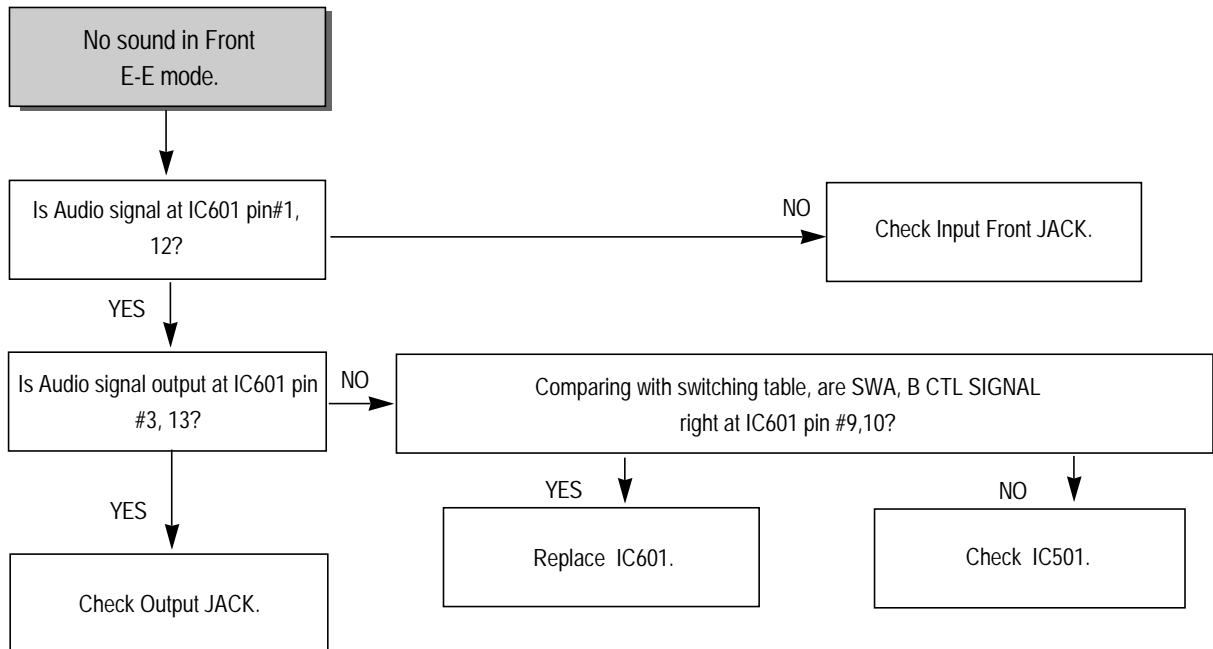 No sound in Front
E-E mode.
Is Audio signal at IC601 pin#1,
12?
NO
Check Input Front JACK.
YES
Is Audio signal output at IC601 pin
#3, 13?
NO
Comparing with switching table, are SWA, B CTL SIGNAL
right at IC601 pin #9,10?
YES
Check Output JACK.
YES
Replace IC601.
NO
Check IC501.